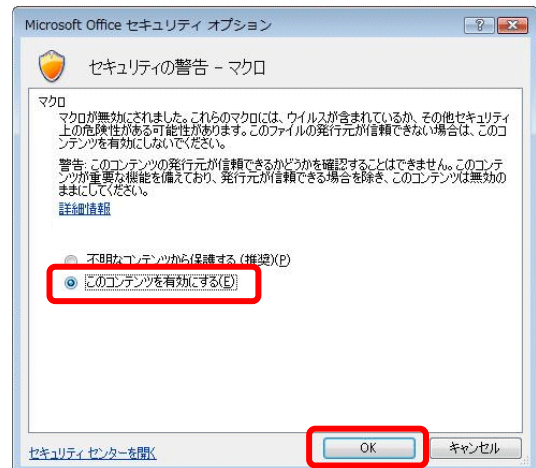 Microsoft Office セキュリティ オプション
セキュリティの警告 – マクロ
マクロ
マクロが無効にされました。これらのマクロには、ウイルスが含まれているか、その他セキュリティ
上の危険性がある可能性があります。このファイルの発行元が信頼できない場合は、このコ
ンテンツを有効にしないでください。
警告: このコンテンツの発行元が信頼できるかどうかを確認することはできません。このコンテ
ンツが重要な機能を備えており、発行元が信頼できる場合を除き、このコンテンツは無効の
ままにしてください。
詳細情報
不明なコンテンツから保護する (推奨)(P)
このコンテンツを有効にする(E)
セキュリティ センターを開く
OK
キャンセル